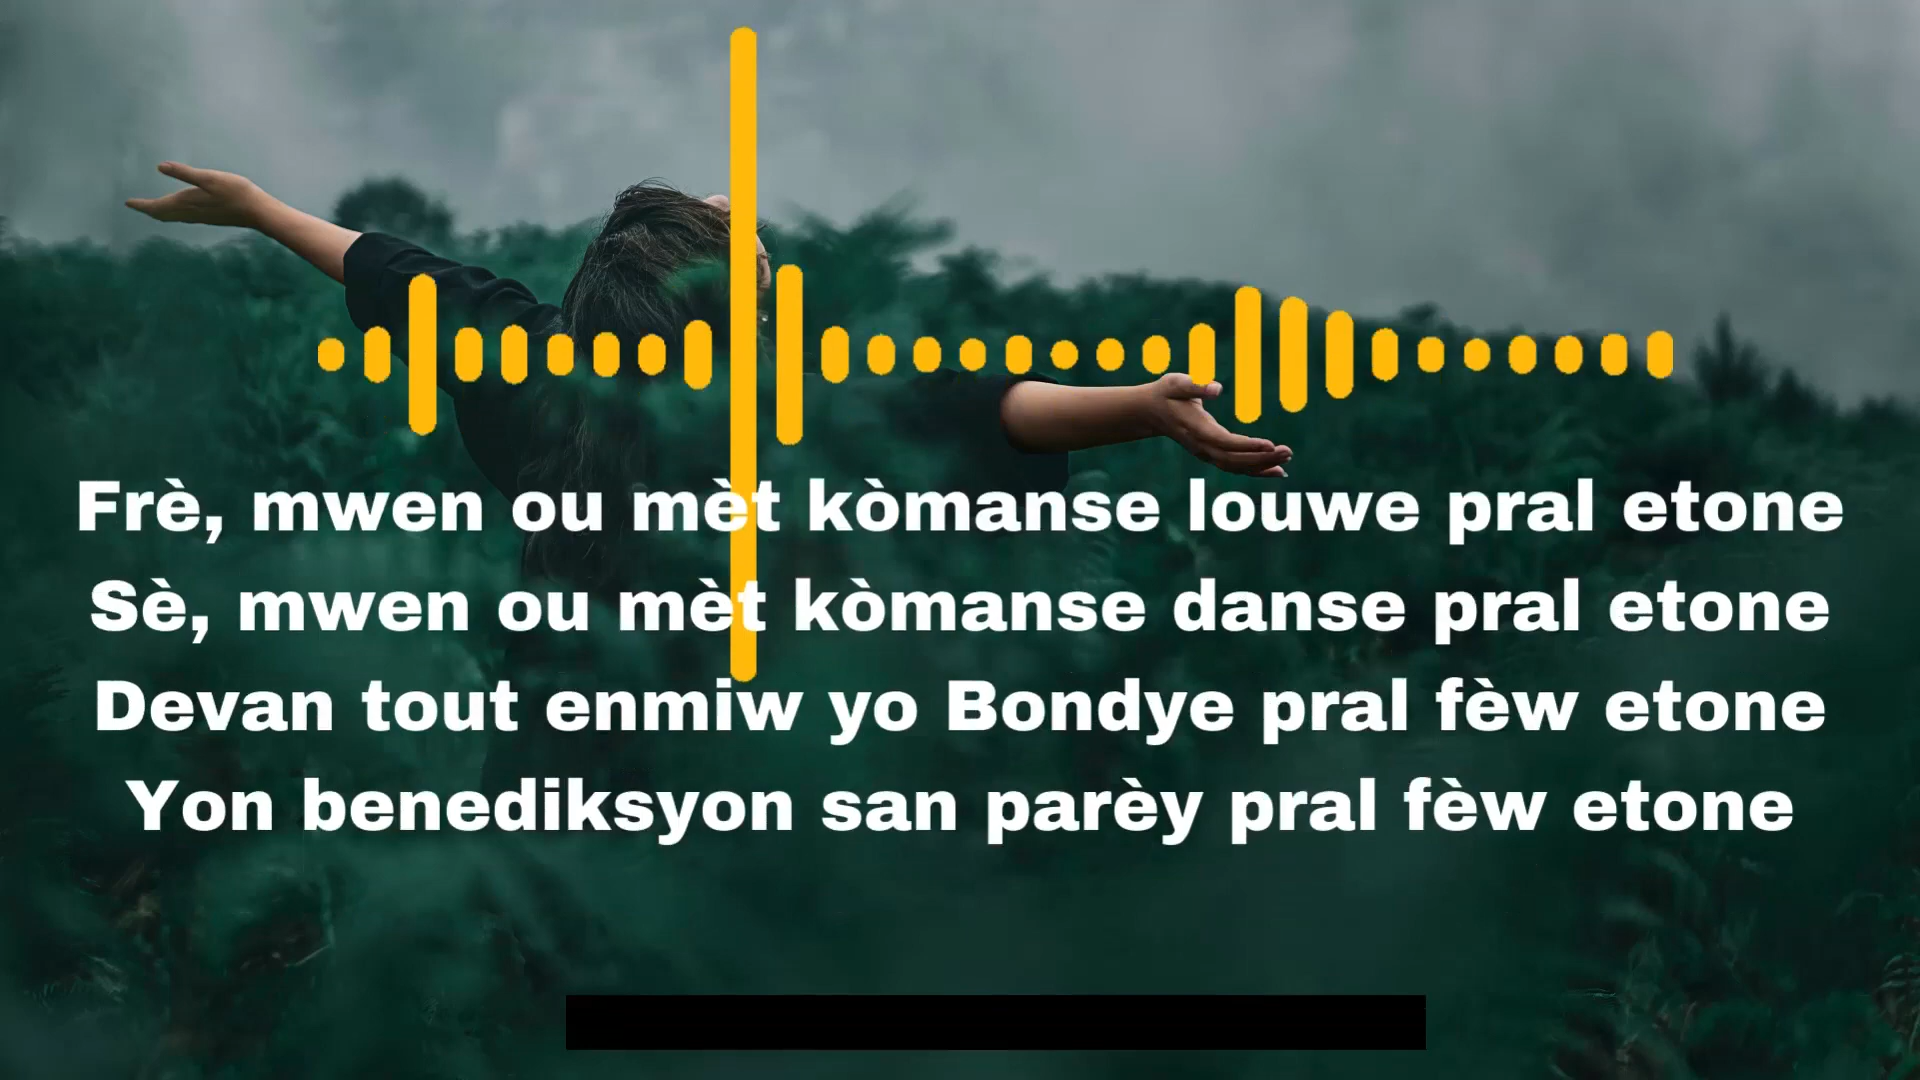 Frè, mwen ou mèt kòmanse louwe pral etone
Sè, mwen ou mèt kòmanse danse pral etone
Devan tout enmiw yo Bondye pral fèw etone
Yon benediksyon san parèy pral fèw etone